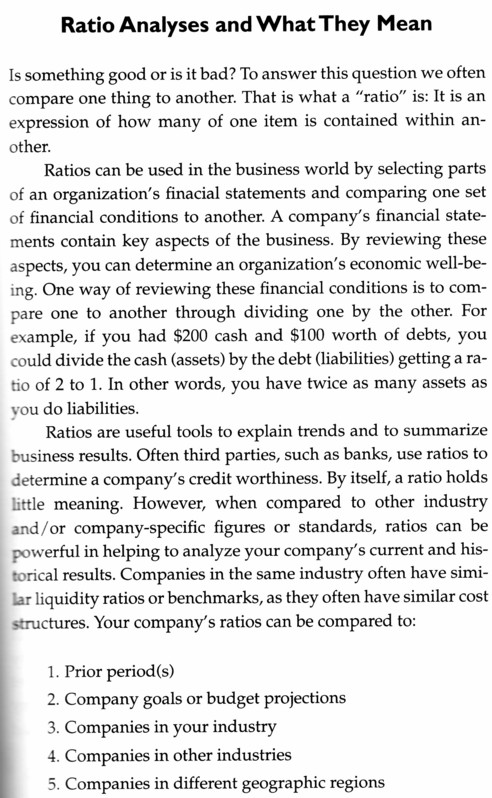 Ratio Analyses and What They Mean
Is something good or is it bad? To answer this question we often
compare one thing to another. That is what a “ratio” is: It is an
expression of how many of one item is contained within an-
other.
Ratios can be used in the business world by selecting parts
of an organization’s finacial statements and comparing one set
of financial conditions to another. A company’s financial state-
ments contain key aspects of the business. By reviewing these
aspects, you can determine an organization’s economic well-be-
ing. One way of reviewing these financial conditions is to com-
pare one to another through dividing one by the other. For
example, if you had $200 cash and $100 worth of debts, you
could divide the cash (assets) by the debt (liabilities) getting a ra-
tio of 2 to 1. In other words, you have twice as many assets as
you do liabilities.
Ratios are useful tools to explain trends and to summarize
business results. Often third parties, such as banks, use ratios to
determine a company’s credit worthiness. By itself, a ratio holds
little meaning. However, when compared to other industry
and/or company-specific figures or standards, ratios can be
powerful in helping to analyze your company’s current and his-
torical results. Companies in the same industry often have simi-
lar liquidity ratios or benchmarks, as they often have similar cost
structures. Your company’s ratios can be compared to:
1. Prior period(s)
2. Company goals or budget projections
3. Companies in your industry
4. Companies in other industries
5. Companies in different geographic regions